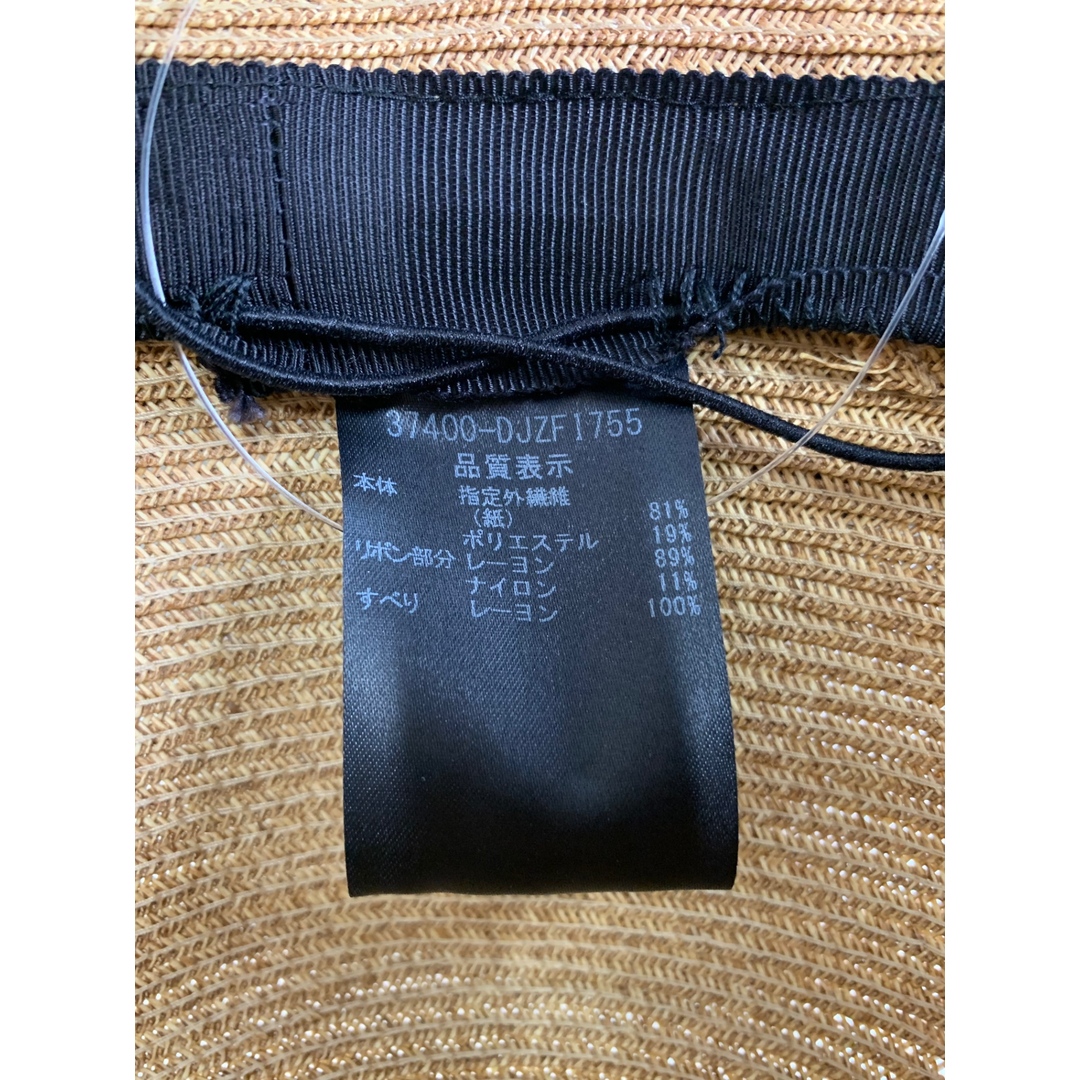 37400-DJZF1755
品質表示
本体 指定外繊維
(紙) 81%
ポリエステル 19%
リボン部分 レーヨン 89%
ナイロン 11%
すべり レーヨン 100%